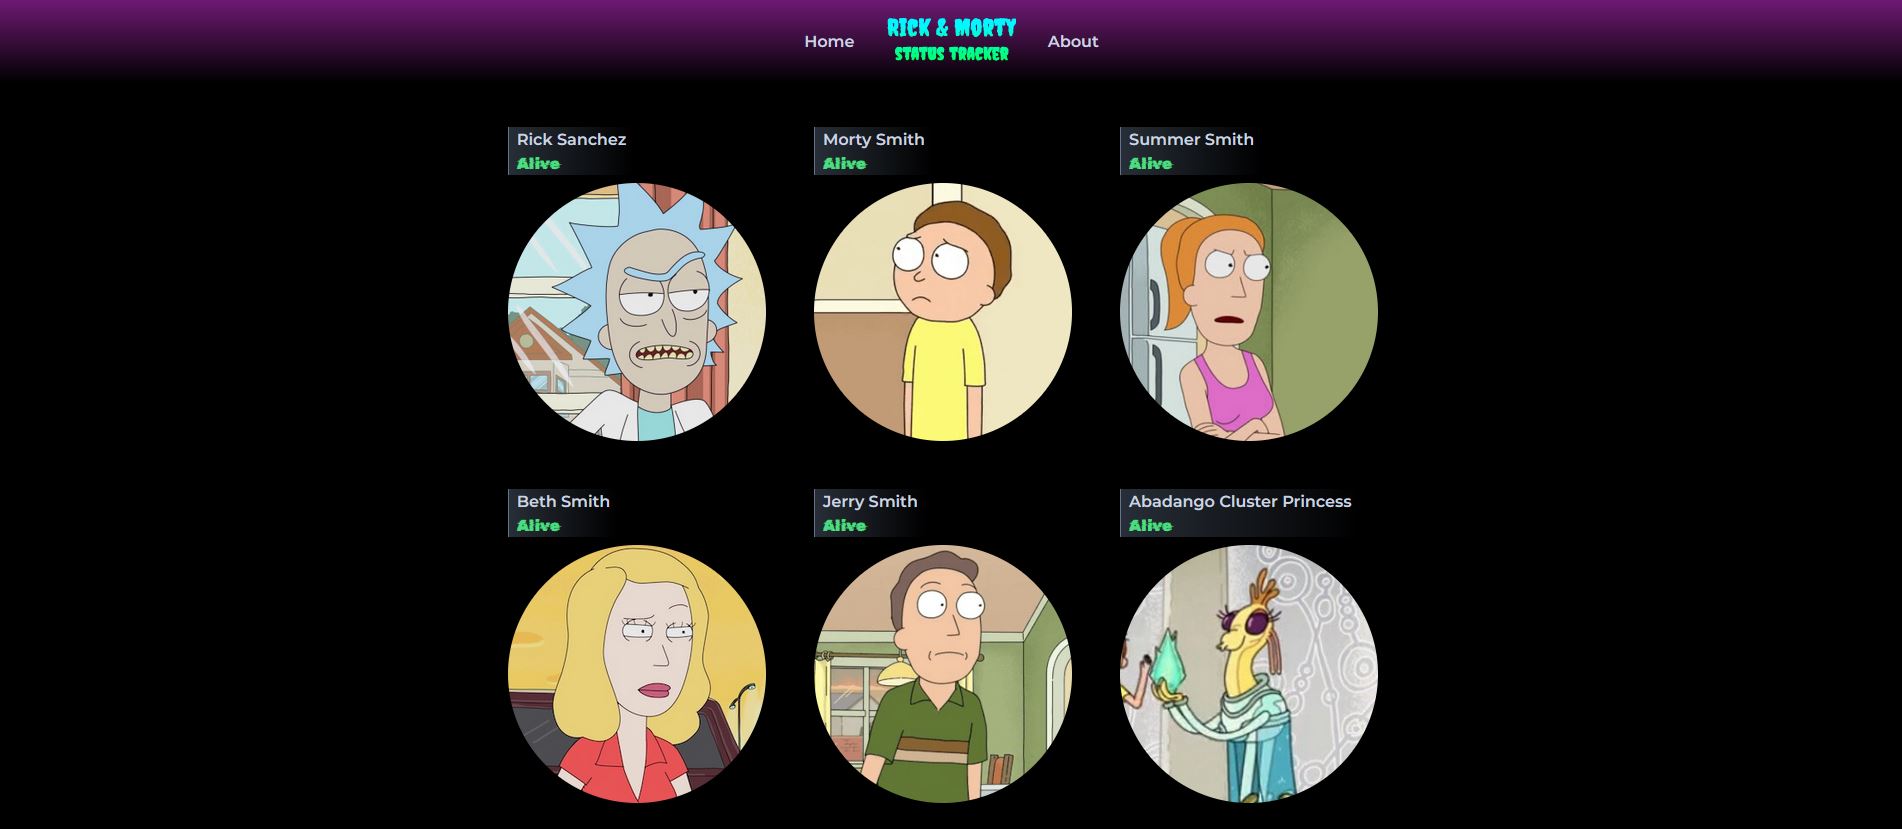 Home
RICK & MORTY
STATUS TRACKER
About
Rick Sanchez
Alive
Morty Smith
Alive
Summer Smith
Alive
Beth Smith
Alive
Jerry Smith
Alive
Abadango Cluster Princess
Alive